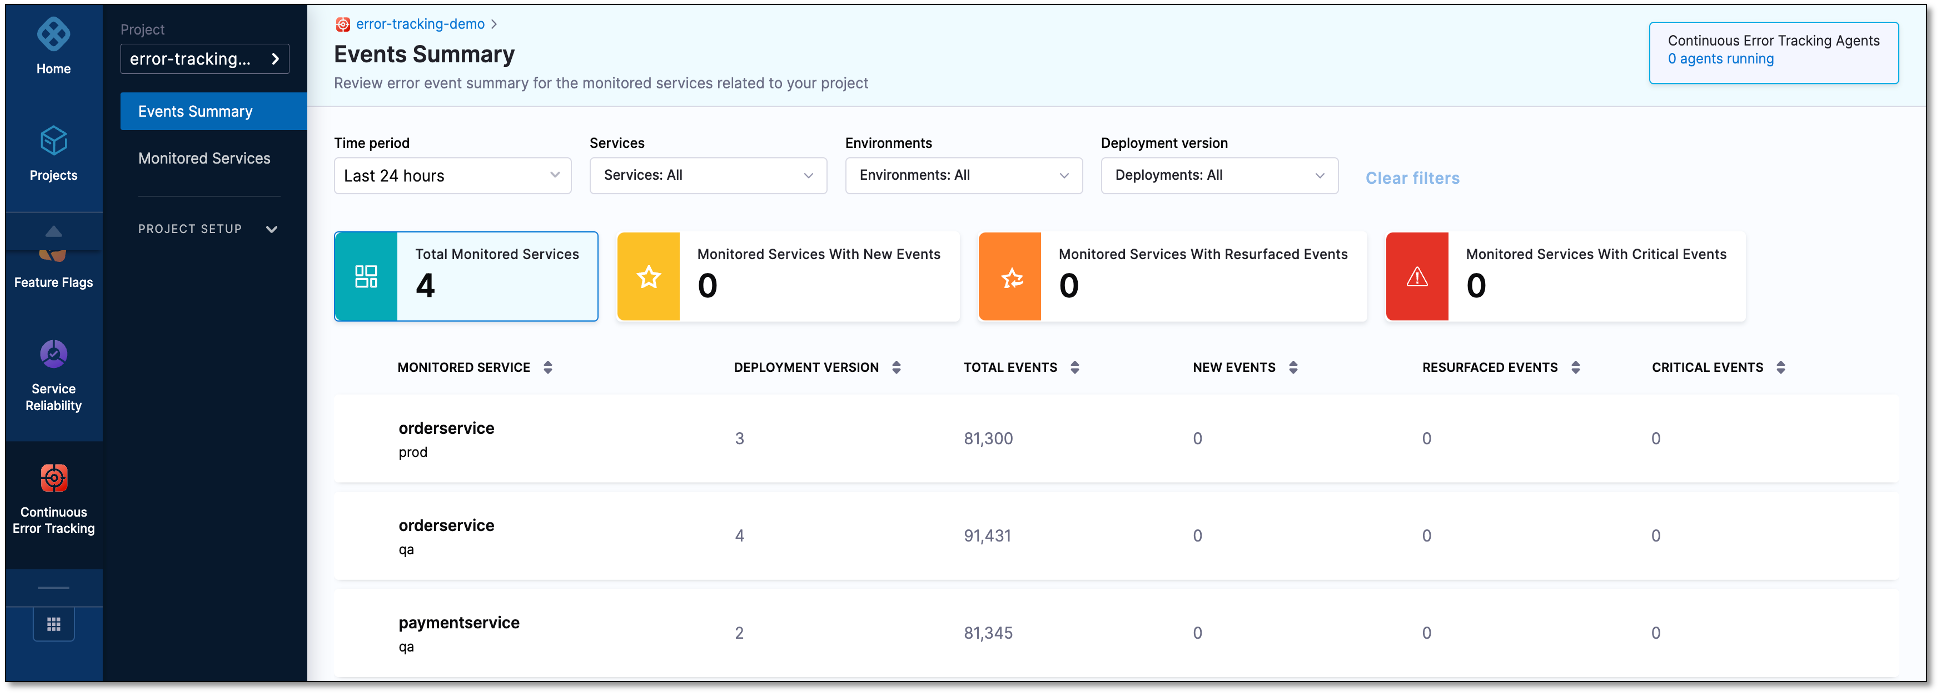 Home
Projects
Feature Flags
Service
Reliability
Continuous
Error Tracking
Project
error-tracking...
Events Summary
Monitored Services
PROJECT SETUP
error-tracking-demo
Events Summary
Review error event summary for the monitored services related to your project
Continuous Error Tracking Agents
0 agents running
Time period
Services
Environments
Deployment version
Last 24 hours
Services: All
Environments: All
Deployments: All
Clear filters
Total Monitored Services
4
Monitored Services With New Events
0
Monitored Services With Resurfaced Events
0
Monitored Services With Critical Events
0
MONITORED SERVICE DEPLOYMENT VERSION TOTAL EVENTS NEW EVENTS RESURFACED EVENTS CRITICAL EVENTS
orderservice
prod
3 81,300 0 0 0
orderservice
qa
4 91,431 0 0 0
paymentservice
qa
2 81,345 0 0 0